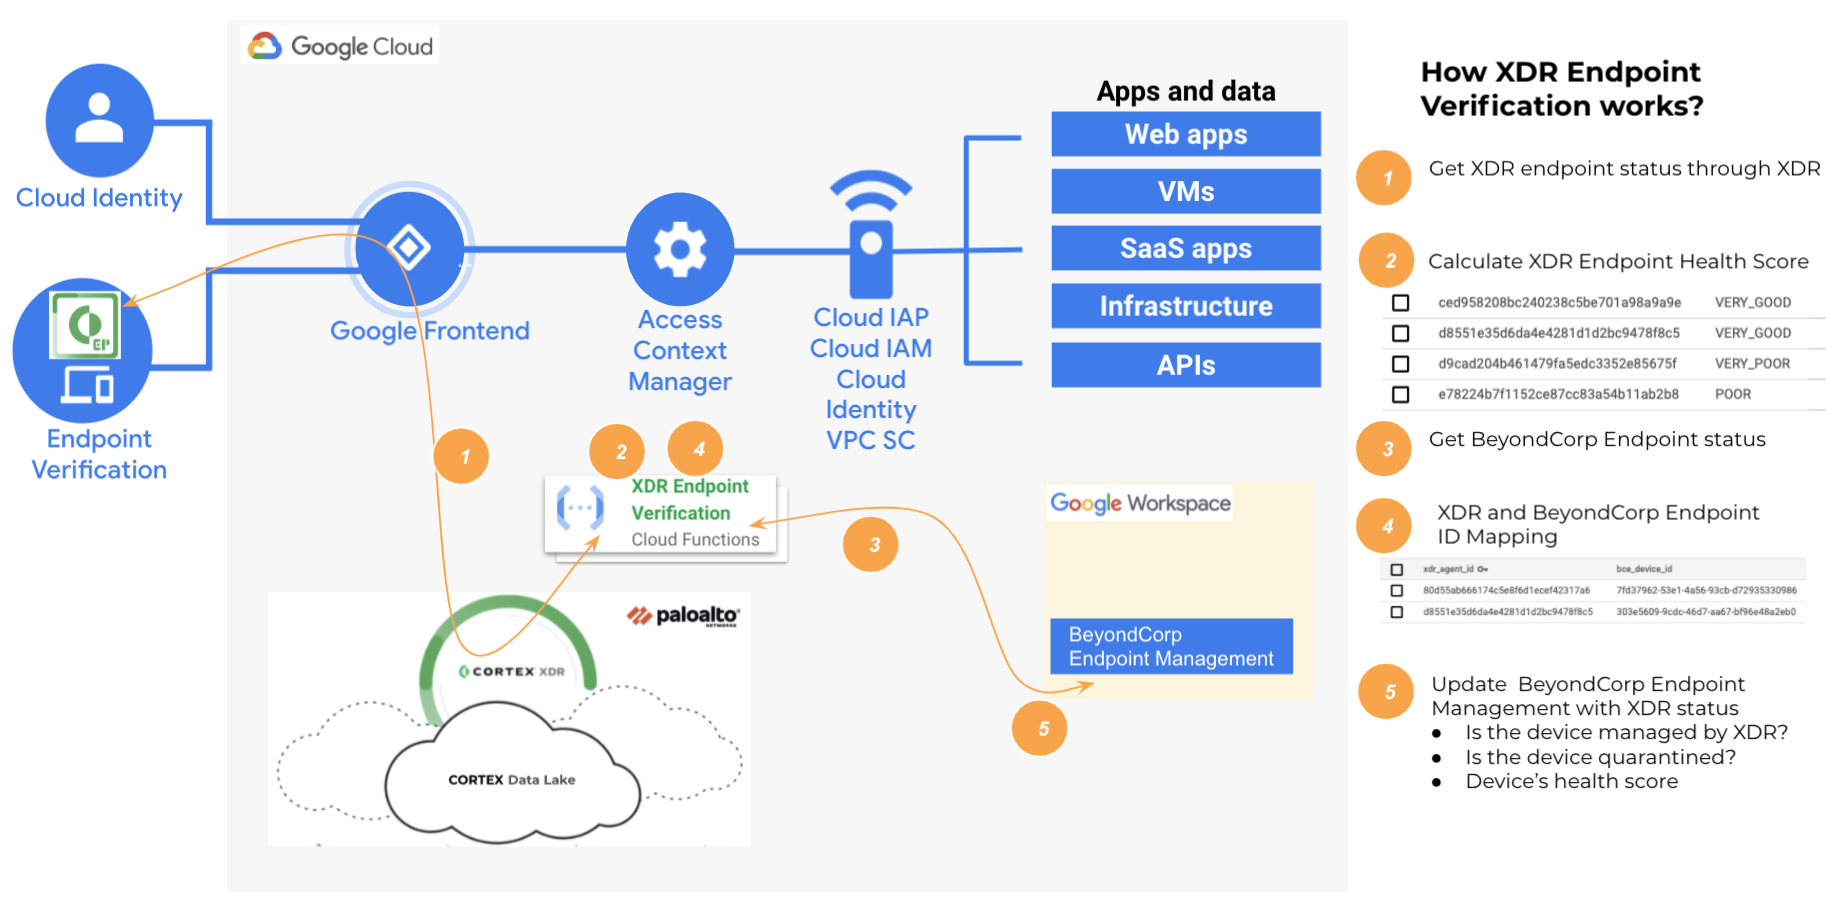 Google Cloud
Cloud Identity
EP
Endpoint
Verification
Google Frontend
Access
Context
Manager
Cloud IAP
Cloud IAM
Cloud
Identity
VPC SC
Apps and data
Web apps
VMs
SaaS apps
Infrastructure
APIs
1
2
4
XDR Endpoint
Verification
Cloud Functions
3
Google Workspace
BeyondCorp
Endpoint Management
5
paloalto
NETWORKS
CORTEX XDR
CORTEX Data Lake
How XDR Endpoint
Verification works?
1 Get XDR endpoint status through XDR
2 Calculate XDR Endpoint Health Score
ced958208bc240238c5be701a98a9a9e VERY_GOOD
d8551e35d6da4e4281d1d2bc9478f8c5 VERY_GOOD
d9cad204b461479fa5edc3352e85675f VERY_POOR
e78224b7f1152ce87cc83a54b11ab2b8 POOR
3 Get BeyondCorp Endpoint status
4 XDR and BeyondCorp Endpoint
ID Mapping
xdr_agent_id bce_device_id
80d55ab666174c5e8f6d1ecef42317a6 7fd37962-53e1-4a56-93cb-d72935330986
d8551e35d6da4e4281d1d2bc9478f8c5 303e5609-9cdc-46d7-aa67-bf96e48a2eb0
5 Update BeyondCorp Endpoint
Management with XDR status
● Is the device managed by XDR?
● Is the device quarantined?
● Device's health score